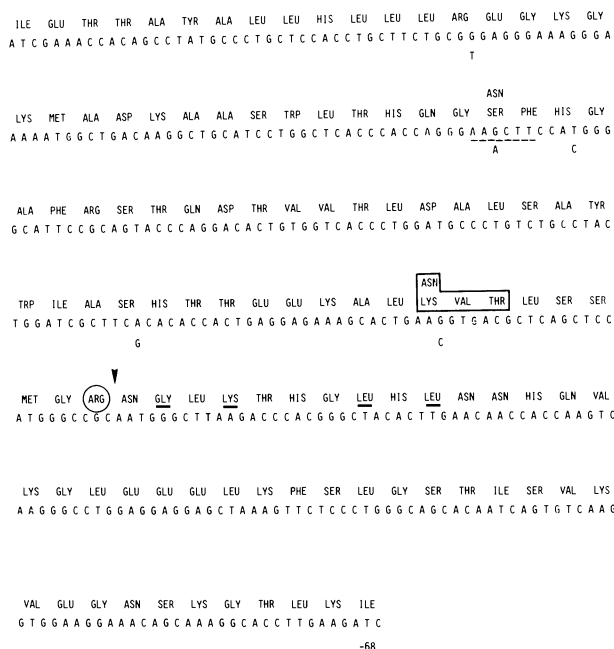 ILE GLU THR THR ALA TYR ALA LEU LEU HIS LEU LEU LEU ARG GLU GLY LYS GLY
ATCGAAACCACAGCCTATGCCCTGCTCCACCTGCTTCTGCGGGAGGGAAAGGGA
T
ASN
LYS MET ALA ASP LYS ALA ALA SER TRP LEU THR HIS GLN GLY SER PHE HIS GLY
AAAATGGCTGACAAGGCTGCATCCTGGCTCACCCACCAGGGAAGCTTCCATGGG
A C
ALA PHE ARG SER THR GLN ASP THR VAL VAL THR LEU ASP ALA LEU SER ALA TYR
GCATTCCGCAGTACCCAGGACACTGTGGTCACCCTGGATGCCCTGTCTGCCTAC
ASN
TRP ILE ALA SER HIS THR THR GLU GLU LYS ALA LEU LYS VAL THR LEU SER SER
TGGATCGCTTCACACACCACTGAGGAGAAAGCACTGAAGGTGACGCTCAGCTCC
G C
MET GLY ARG ASN GLY LEU LYS THR HIS GLY LEU HIS LEU ASN ASN HIS GLN VAL
ATGGGCCGCAATGGGCTTAAGACCCACGGGCTACACTTGAACAACCACCAAGTC
LYS GLY LEU GLU GLU GLU LEU LYS PHE SER LEU GLY SER THR ILE SER VAL LYS
AAGGGCCTGGAGGAGGAGCTAAAGTTCTCCCTGGGCAGCACAATCAGTGTCAAG
VAL GLU GLY ASN SER LYS GLY THR LEU LYS ILE
GTGGAAGGAAACAGCAAAGGCACCTTGAAGATC
-68